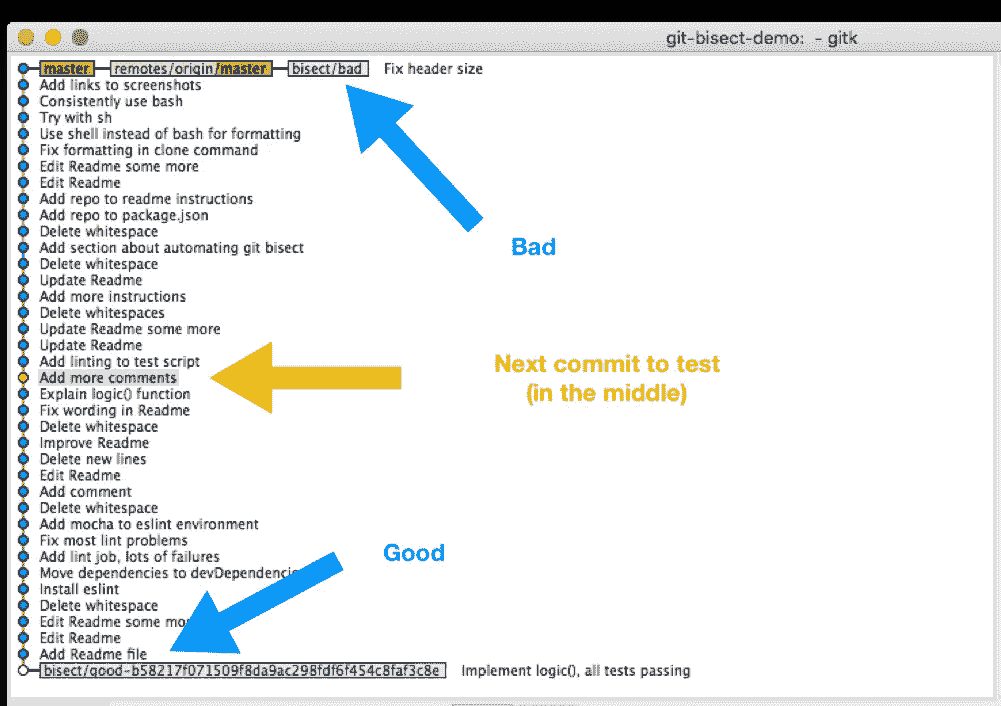 git-bisect-demo: - gitk
master remotes/origin/master bisect/bad Fix header size
Add links to screenshots
Consistently use bash
Try with sh
Use shell instead of bash for formatting
Fix formatting in clone command
Edit Readme some more
Edit Readme
Add repo to readme instructions
Add repo to package.json
Delete whitespace
Bad
Add section about automating git bisect
Delete whitespace
Update Readme
Add more instructions
Delete whitespaces
Update Readme some more
Update Readme
Add linting to test script
Next commit to test
Add more comments
(in the middle)
Explain logic() function
Fix wording in Readme
Delete whitespace
Improve Readme
Delete new lines
Edit Readme
Add comment
Delete whitespace
Add mocha to eslint environment
Fix most lint problems
Good
Add lint job, lots of failures
Move dependencies to
Install eslint
Delete whitespace
Edit Readme some
Edit Readme
Add Readme file
bisect/good-b58217f071509f8da9ac298fdf6f454c8faf3c8e Implement logic(), all tests passing